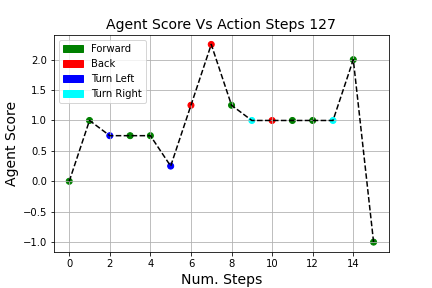 Agent Score Vs Action Steps 127
Agent Score
2.0
1.5
1.0
0.5
0.0
−0.5
−1.0
Forward
Back
Turn Left
Turn Right
0 2 4 6 8 10 12 14
Num. Steps